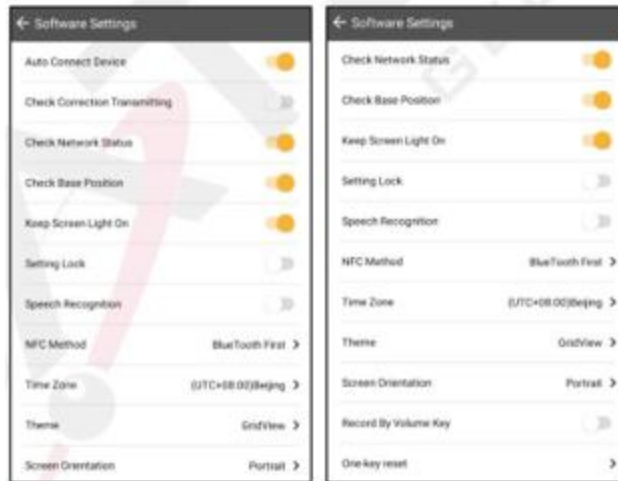 Software Settings
Auto Connect Device
Check Correction Transmitting
Check Network Status
Check Base Position
Keep Screen Light On
Setting Lock
Speech Recognition
NFC Method BlueTooth First
Time Zone (UTC+08:00)Beijing
Theme GridView
Screen Orientation Portrait
Software Settings
Check Network Status
Check Base Position
Keep Screen Light On
Setting Lock
Speech Recognition
NFC Method BlueTooth First
Time Zone (UTC+08:00)Beijing
Theme GridView
Screen Orientation Portrait
Record By Volume Key
One-key reset